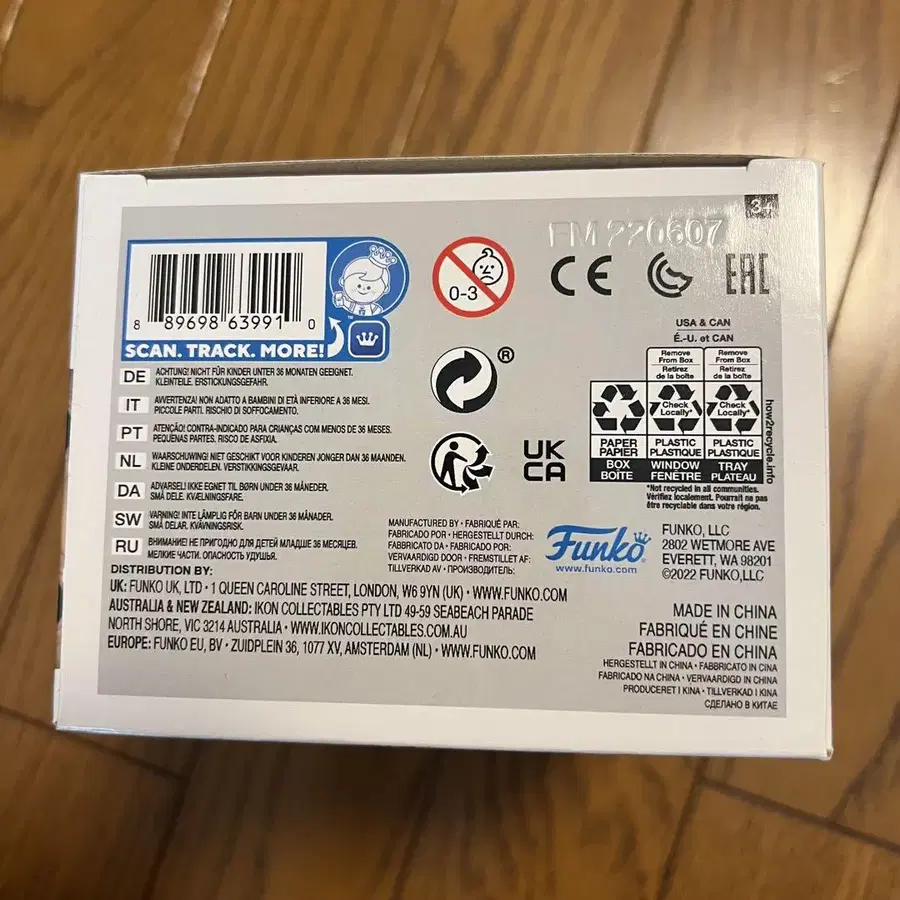 3+
FM 220607
8 89698 63991 0
SCAN. TRACK. MORE!
™
0-3
CE
EAC
DE ACHTUNG! NICHT FÜR KINDER UNTER 36 MONATEN GEEIGNET.
KLEINTEILE. ERSTICKUNGSGEFAHR.
IT AVVERTENZA! NON ADATTO A BAMBINI DI ETÀ INFERIORE A 36 MESI.
PICCOLE PARTI. RISCHIO DI SOFFOCAMENTO.
PT ATENÇÃO! CONTRA-INDICADO PARA CRIANÇAS COM MENOS DE 36 MESES.
PEQUENAS PARTES. RISCO DE ASFIXIA.
NL WAARSCHUWING! NIET GESCHIKT VOOR KINDEREN JONGER DAN 36 MAANDEN.
KLEINE ONDERDELEN. VERSTIKKINGSGEVAAR.
DA ADVARSEL! IKKE EGNET TIL BØRN UNDER 36 MÅNEDER.
SMÅ DELE. KVÆLNINGSFARE.
SW VARNING! INTE LÄMPLIG FÖR BARN UNDER 36 MÅNADER.
SMÅ DELAR. KVÄVNINGSRISK.
RU ВНИМАНИЕ! НЕ ПРИГОДНО ДЛЯ ДЕТЕЙ МЛАДШЕ 36 МЕСЯЦЕВ.
МЕЛКИЕ ЧАСТИ. ОПАСНОСТЬ УДУШЬЯ.
®
UK
CA
USA & CAN
É.-U. et CAN
Remove
From Box
Retirez
de la boîte
Remove
From Box
Retirez
de la boîte
Check
Locally*
Check
Locally*
PAPER
PAPIER
PLASTIC
PLASTIQUE
PLASTIC
PLASTIQUE
BOX
BOÎTE
WINDOW
FENÊTRE
TRAY
PLATEAU
how2recycle.info
*Not recycled in all communities.
Vérifiez localement. Pourrait ne pas
être recyclable dans votre région.
MANUFACTURED BY • FABRIQUÉ PAR:
FABRICADO POR • HERGESTELLT DURCH:
FABBRICATO DA • FABRICADO POR:
VERVAARDIGD DOOR • FREMSTILLET AF:
TILLVERKAD AV • ПРОИЗВОДИТЕЛЬ:
Funko
www.funko.com
FUNKO, LLC
2802 WETMORE AVE
EVERETT, WA 98201
©2022 FUNKO,LLC
DISTRIBUTION BY:
UK: FUNKO UK, LTD • 1 QUEEN CAROLINE STREET, LONDON, W6 9YN (UK) • WWW.FUNKO.COM
AUSTRALIA & NEW ZEALAND: IKON COLLECTABLES PTY LTD 49-59 SEABEACH PARADE
NORTH SHORE, VIC 3214 AUSTRALIA • WWW.IKONCOLLECTABLES.COM.AU
EUROPE: FUNKO EU, BV • ZUIDPLEIN 36, 1077 XV, AMSTERDAM (NL) • WWW.FUNKO.COM
MADE IN CHINA
FABRIQUÉ EN CHINE
FABRICADO EN CHINA
HERGESTELLT IN CHINA • FABBRICATO IN CINA
FABRICADO NA CHINA • VERVAARDIGD IN CHINA
PRODUCERET I KINA • TILLVERKAD I KINA
СДЕЛАНО В КИТАЕ